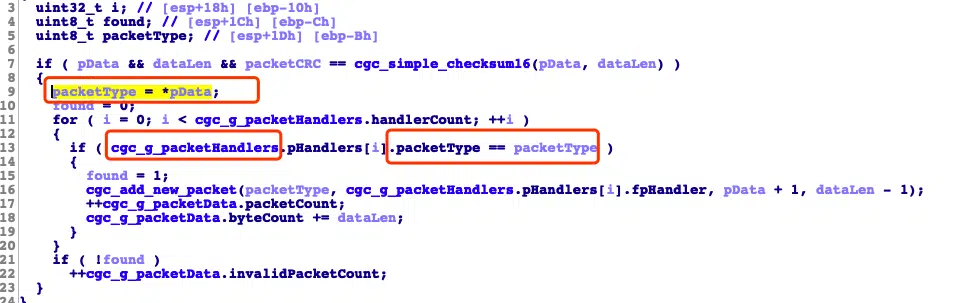 3 uint32_t i; // [esp+18h] [ebp-10h]
4 uint8_t found; // [esp+1Ch] [ebp-Ch]
5 uint8_t packetType; // [esp+1Dh] [ebp-Bh]
6
7 if ( pData && dataLen && packetCRC == cgc_simple_checksum16(pData, dataLen) )
8 {
9 packetType = *pData;
10 found = 0;
11 for ( i = 0; i < cgc_g_packetHandlers.handlerCount; ++i )
12 {
13 if ( cgc_g_packetHandlers.pHandlers[i].packetType == packetType )
14 {
15 found = 1;
16 cgc_add_new_packet(packetType, cgc_g_packetHandlers.pHandlers[i].fpHandler, pData + 1, dataLen - 1);
17 ++cgc_g_packetData.packetCount;
18 cgc_g_packetData.byteCount += dataLen;
19 }
20 }
21 if ( !found )
22 ++cgc_g_packetData.invalidPacketCount;
23 }
24 }